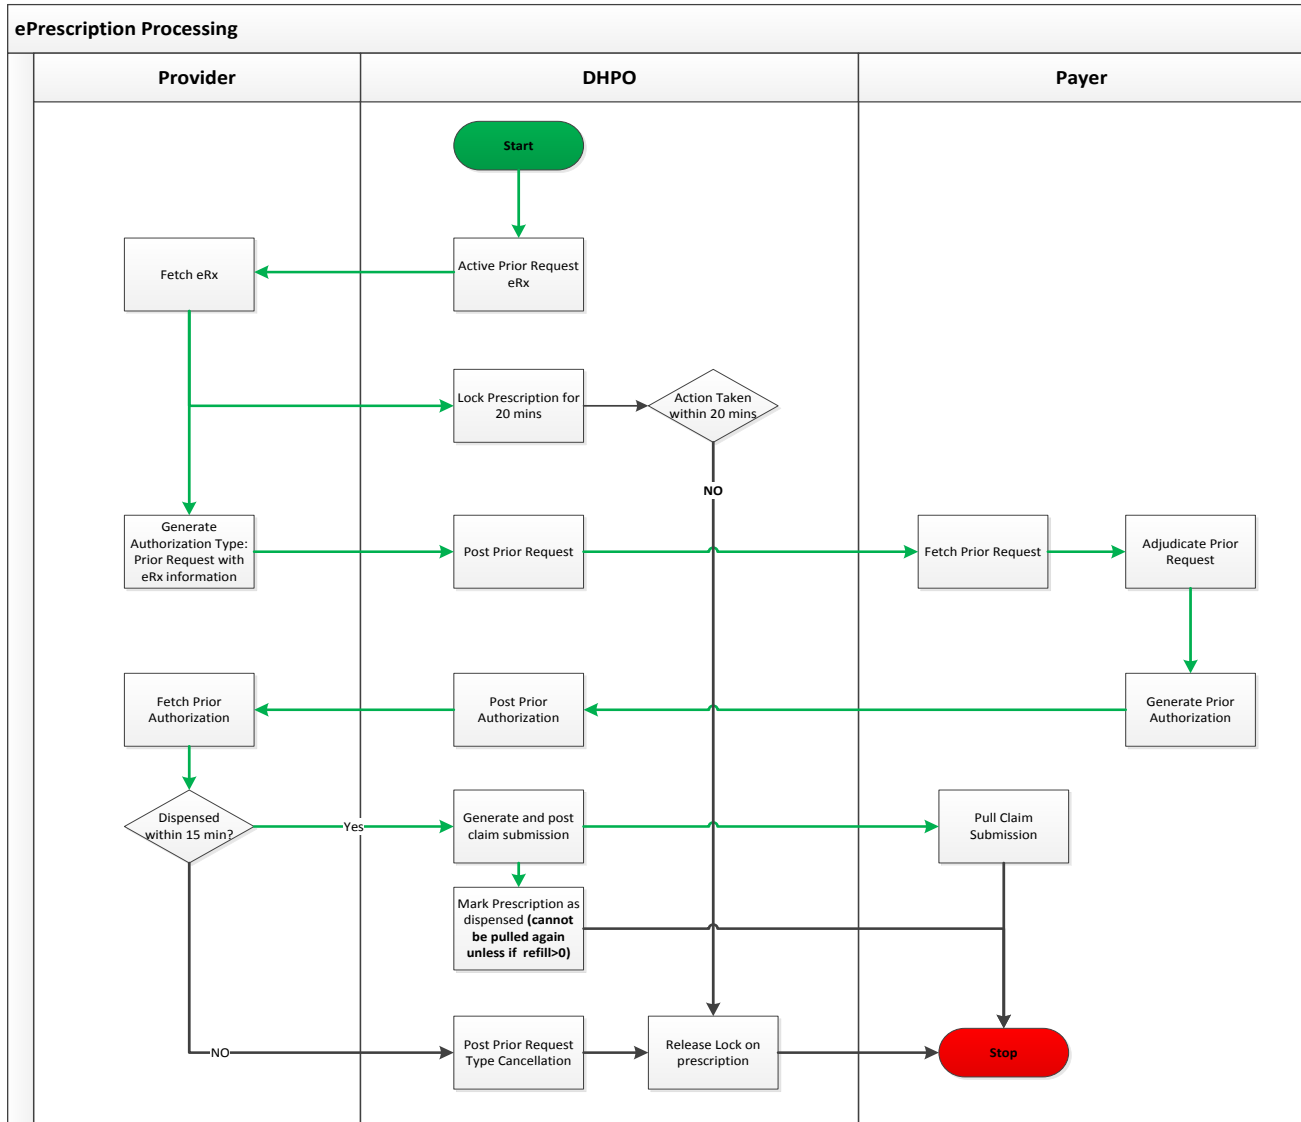 ePrescription Processing
Provider
DHPO
Payer
Start
Fetch eRx
Active Prior Request
eRx
Lock Prescription for
20 mins
Action Taken
within 20 mins
NO
Generate
Authorization Type:
Prior Request with
eRx information
Post Prior Request
Fetch Prior Request
Adjudicate Prior
Request
Fetch Prior
Authorization
Post Prior
Authorization
Generate Prior
Authorization
Dispensed
within 15 min?
Yes
Generate and post
claim submission
Pull Claim
Submission
Mark Prescription as
dispensed (cannot
be pulled again
unless if refill>0)
NO
Post Prior Request
Type Cancellation
Release Lock on
prescription
Stop